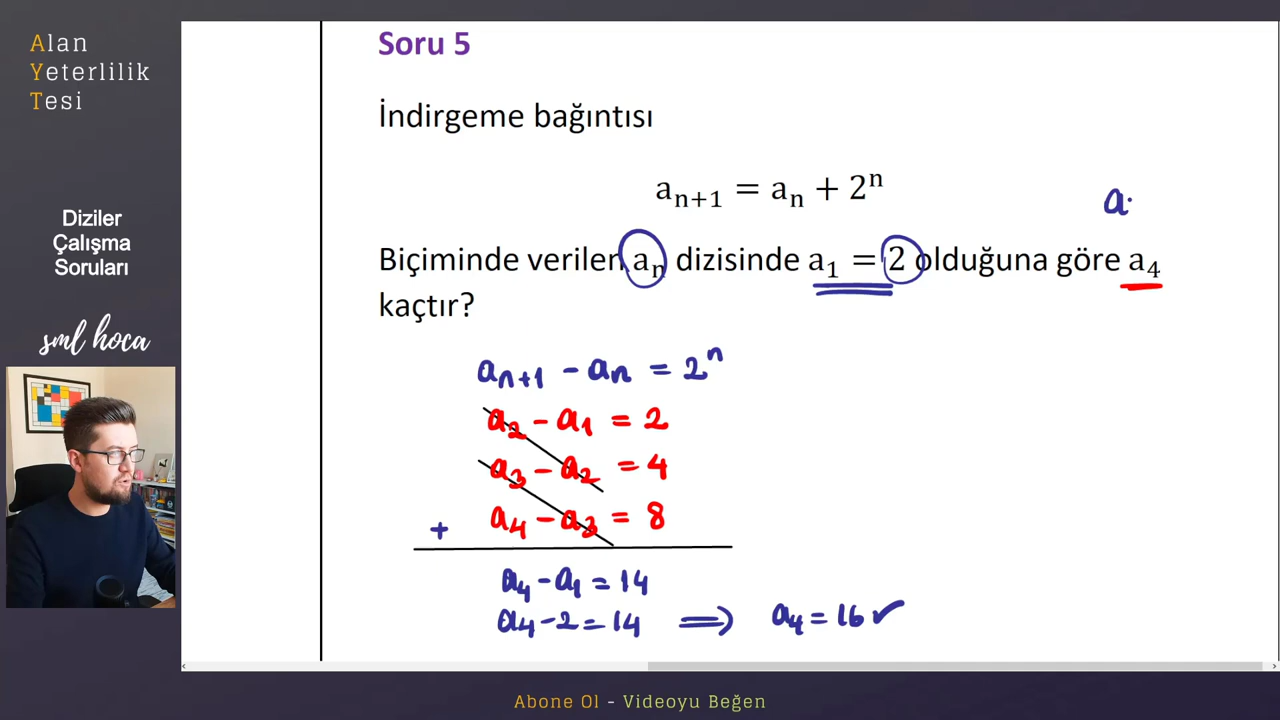 Alan
Yeterlilik
Tesi
Diziler
Çalışma
Soruları
sml hoca
Soru 5
İndirgeme bağıntısı
aₙ₊₁ = aₙ + 2ⁿ
a
Biçiminde verilen aₙ dizisinde a₁ = 2 olduğuna göre a₄
kaçtır?
aₙ₊₁ - aₙ = 2ⁿ
a₂ - a₁ = 2
a₃ - a₂ = 4
+ a₄ - a₃ = 8
a₄ - a₁ = 14
a₄ - 2 = 14 ⟹ a₄ = 16 ✓
Abone Ol - Videoyu Beğen